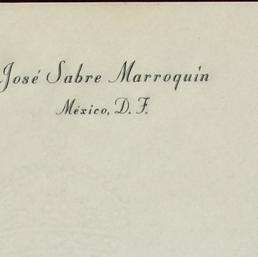 José Sabre Marroquín
México, D. F.